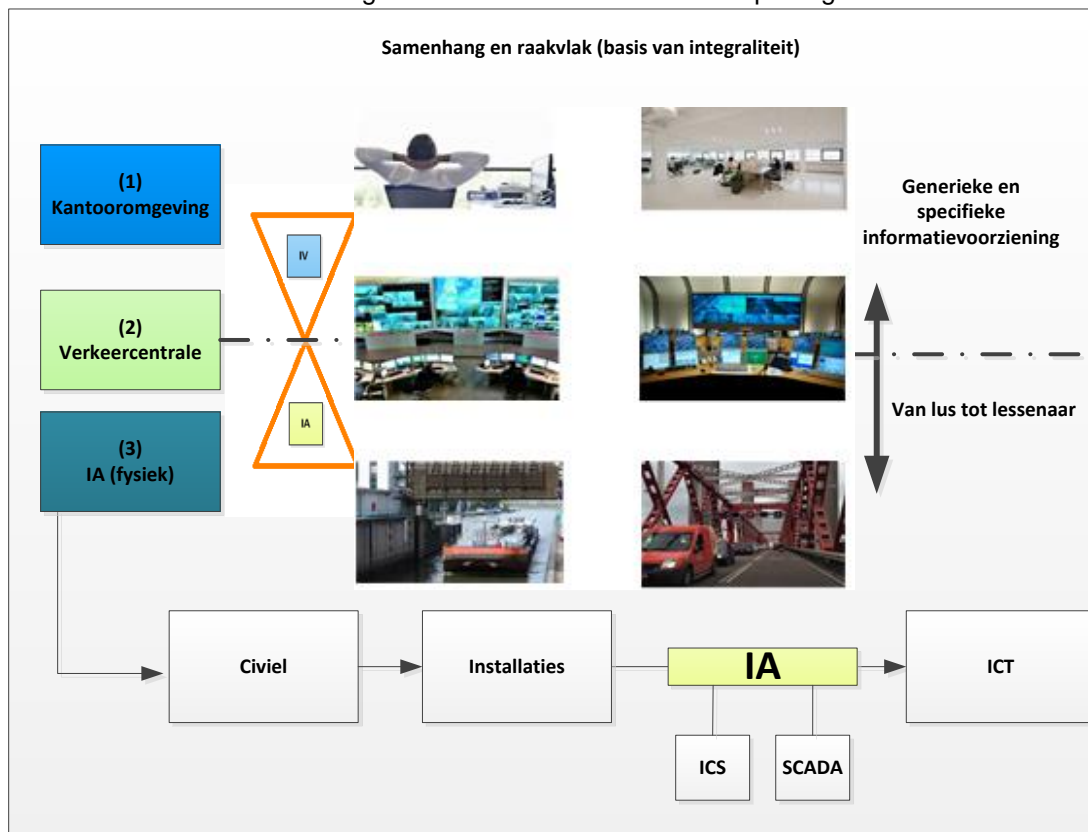 Samenhang en raakvlak (basis van integraliteit)
(1)
Kantooromgeving
IV
Generieke en
specifieke
informatievoorziening
(2)
Verkeercentrale
IA
Van lus tot lessenaar
(3)
IA (fysiek)
Civiel
Installaties
IA
ICT
ICS
SCADA